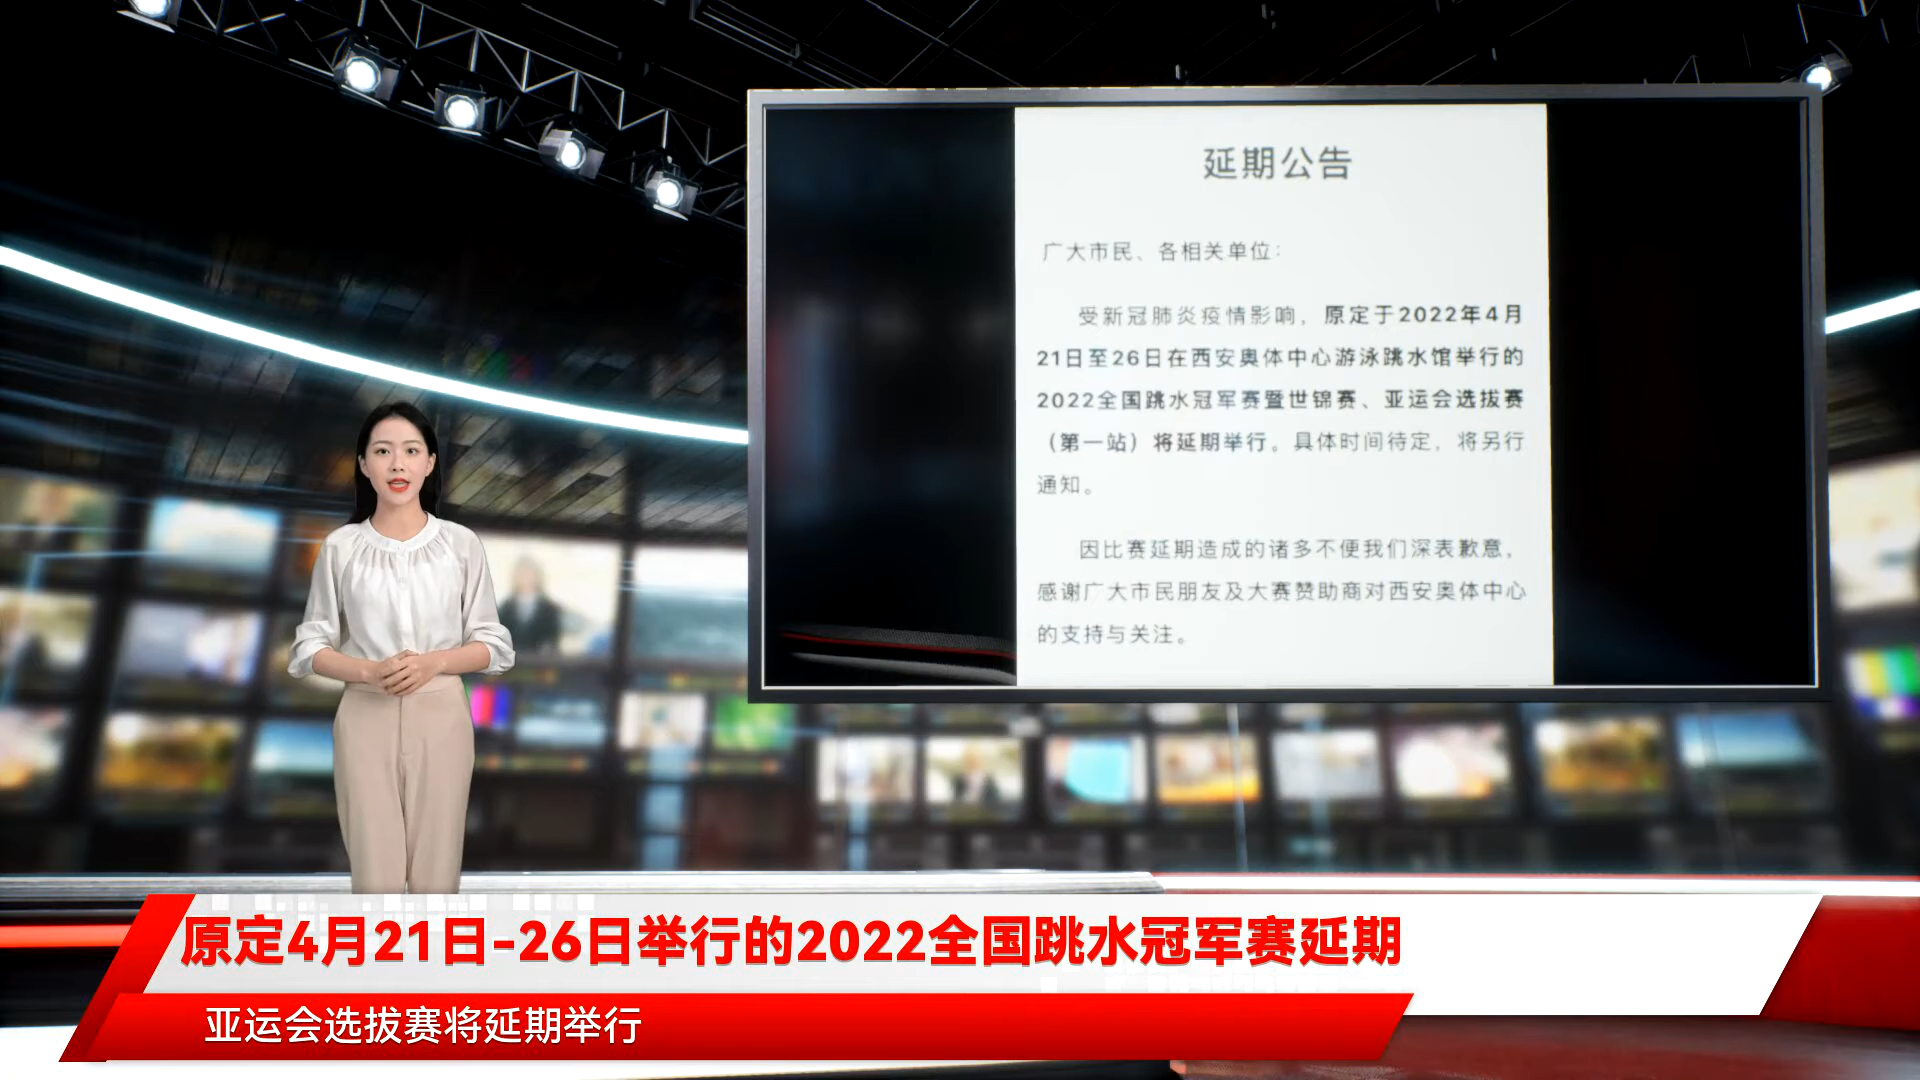 延期公告
广大市民、各相关单位：
受新冠肺炎疫情影响，原定于2022年4月
21日至26日在西安奥体中心游泳跳水馆举行的
2022全国跳水冠军赛暨世锦赛、亚运会选拔赛
（第一站）将延期举行。具体时间待定，将另行
通知。
因比赛延期造成的诸多不便我们深表歉意，
感谢广大市民朋友及大赛赞助商对西安奥体中心
的支持与关注。
原定4月21日-26日举行的2022全国跳水冠军赛延期
亚运会选拔赛将延期举行